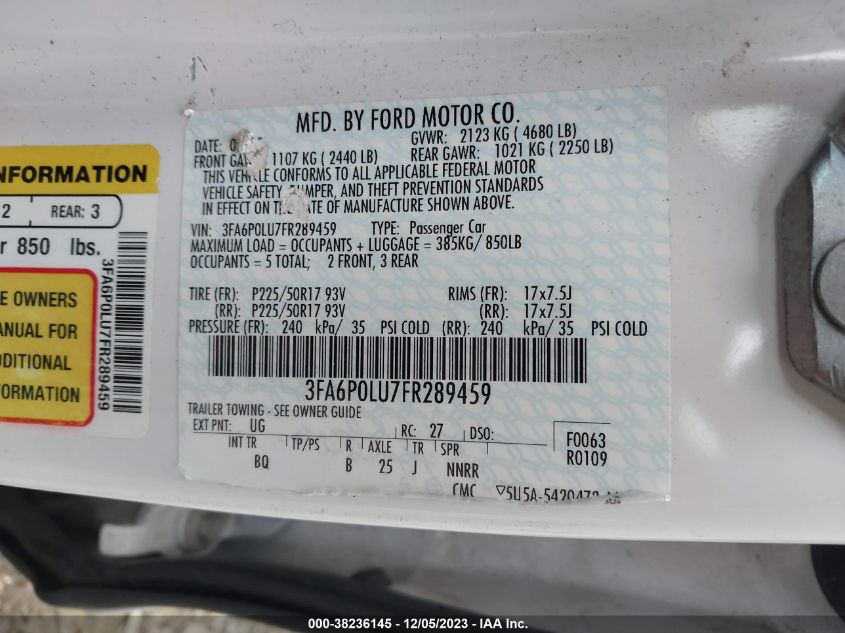 MFD. BY FORD MOTOR CO.
DATE: GVWR: 2123 KG ( 4680 LB)
FRONT 1107 KG ( 2440 LB) REAR GAWR: 1021 KG ( 2250 LB)
THIS VEHICLE CONFORMS TO ALL APPLICABLE FEDERAL MOTOR
VEHICLE SAFETY, BUMPER, AND THEFT PREVENTION STANDARDS
IN EFFECT ON THE DATE OF MANUFACTURE SHOWN ABOVE.
VIN: 3FA6P0LU7FR289459 TYPE: Passenger Car
MAXIMUM LOAD = OCCUPANTS + LUGGAGE = 385KG/ 850LB
OCCUPANTS = 5 TOTAL; 2 FRONT, 3 REAR
TIRE (FR): P225/50R17 93V RIMS (FR): 17x7.5J
(RR): P225/50R17 93V (RR): 17x7.5J
PRESSURE (FR): 240 kPa/ 35 PSI COLD (RR): 240 kPa/ 35 PSI COLD
3FA6P0LU7FR289459
TRAILER TOWING - SEE OWNER GUIDE
EXT PNT: UG RC: 27 DSO: F0063
INT TR TP/PS R AXLE TR SPR R0109
BQ B 25 J NNRR
CMC ▽5U5A-5420472-
INFORMATION
2 REAR: 3
850 lbs.
OWNERS
MANUAL FOR
ADDITIONAL
INFORMATION
3FA6P0LU7FR289459
000-38236145 - 12/05/2023 - IAA Inc.